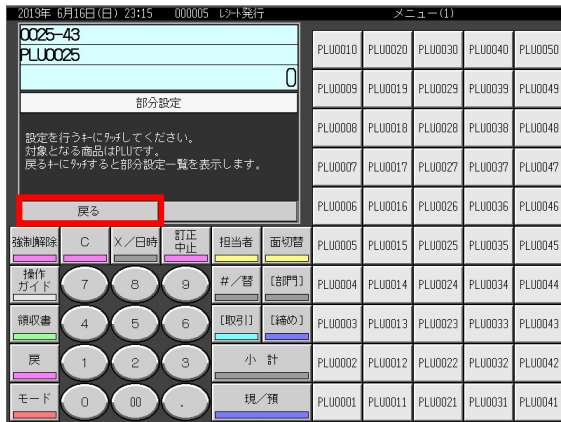 2019年 6月16日(日) 23:15 000005 ﾚｼｰﾄ発行 メニュー(1)
0025-43
PLU0025
0
部分設定
設定を行うｷｰにﾀｯﾁしてください。
対象となる商品はPLUです。
戻るｷｰにﾀｯﾁすると部分設定一覧を表示します。
戻る
強制解除 C ×／日時 訂正中止 担当者 面切替
操作ガイド 7 8 9 #／替 [部門]
領収書 4 5 6 [取引] [締め]
戻 1 2 3 小 計
モード 0 00 . 現／預
PLU0010 PLU0020 PLU0030 PLU0040 PLU0050
PLU0009 PLU0019 PLU0029 PLU0039 PLU0049
PLU0008 PLU0018 PLU0028 PLU0038 PLU0048
PLU0007 PLU0017 PLU0027 PLU0037 PLU0047
PLU0006 PLU0016 PLU0026 PLU0036 PLU0046
PLU0005 PLU0015 PLU0025 PLU0035 PLU0045
PLU0004 PLU0014 PLU0024 PLU0034 PLU0044
PLU0003 PLU0013 PLU0023 PLU0033 PLU0043
PLU0002 PLU0012 PLU0022 PLU0032 PLU0042
PLU0001 PLU0011 PLU0021 PLU0031 PLU0041